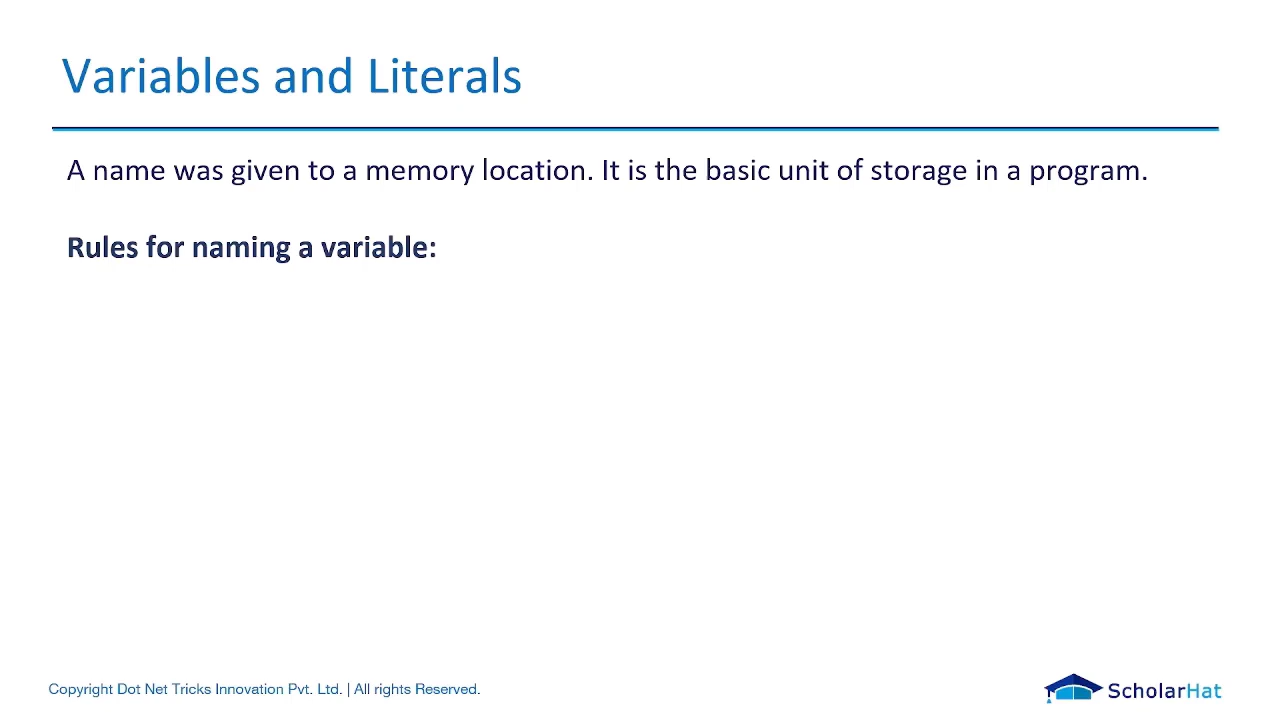 Variables and Literals
A name was given to a memory location. It is the basic unit of storage in a program.
Rules for naming a variable:
Copyright Dot Net Tricks Innovation Pvt. Ltd. | All rights Reserved.
ScholarHat